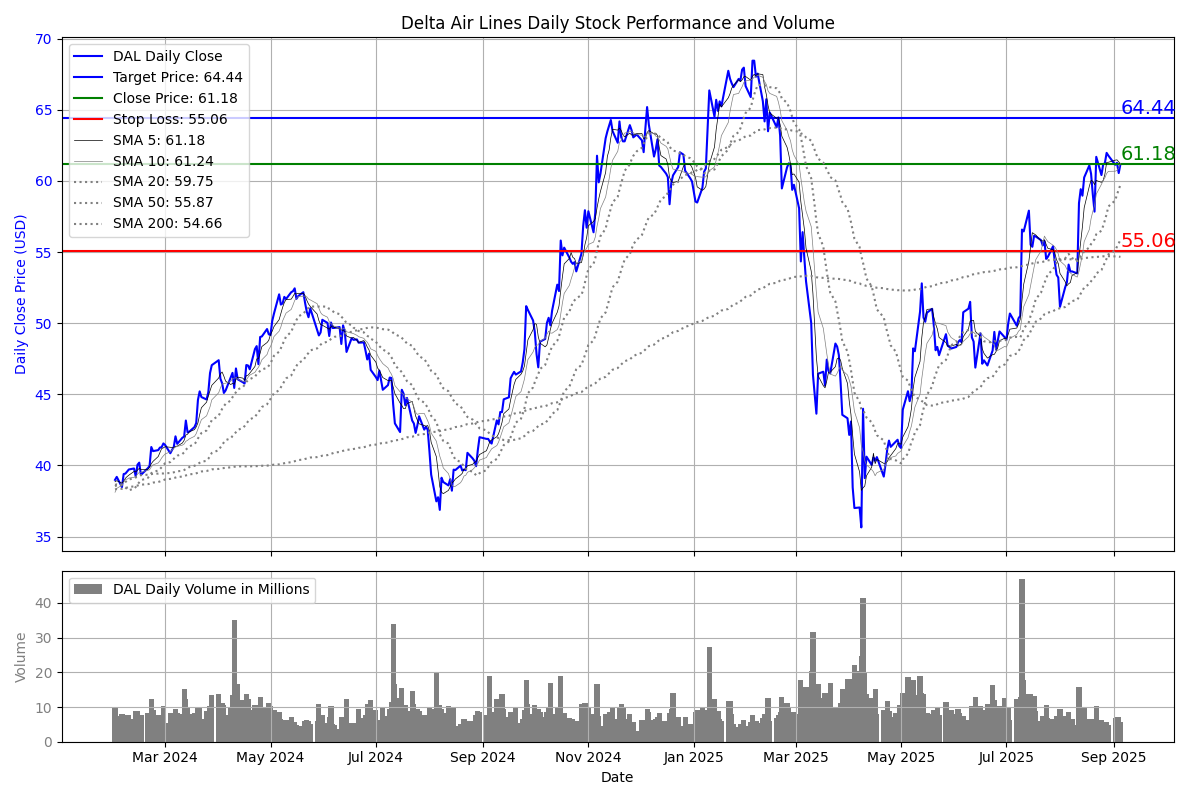 Delta Air Lines Daily Stock Performance and Volume
Daily Close Price (USD)
70
65
60
55
50
45
40
35
DAL Daily Close
Target Price: 64.44
Close Price: 61.18
Stop Loss: 55.06
SMA 5: 61.18
SMA 10: 61.24
SMA 20: 59.75
SMA 50: 55.87
SMA 200: 54.66
64.44
61.18
55.06
Volume
40
30
20
10
0
DAL Daily Volume in Millions
Mar 2024
May 2024
Jul 2024
Sep 2024
Nov 2024
Jan 2025
Mar 2025
May 2025
Jul 2025
Sep 2025
Date